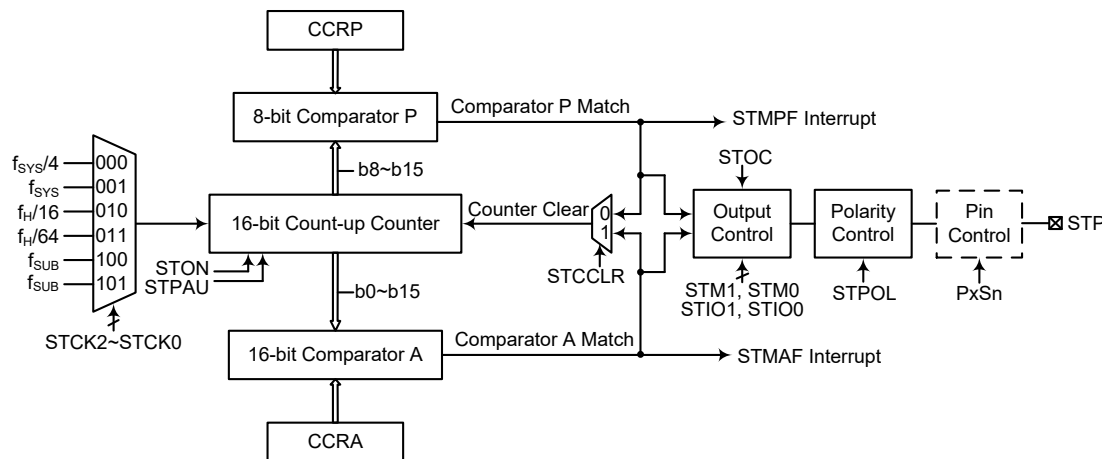 CCRP
8-bit Comparator P
Comparator P Match
STMPF Interrupt
b8~b15
fSYS/4
000
fSYS
001
fH/16
010
fH/64
011
fSUB
100
fSUB
101
STCK2~STCK0
16-bit Count-up Counter
STON
STPAU
Counter Clear
0
1
STCCLR
STOC
Output
Control
STM1, STM0
STIO1, STIO0
Polarity
Control
STPOL
Pin
Control
PxSn
STP
b0~b15
16-bit Comparator A
Comparator A Match
STMAF Interrupt
CCRA